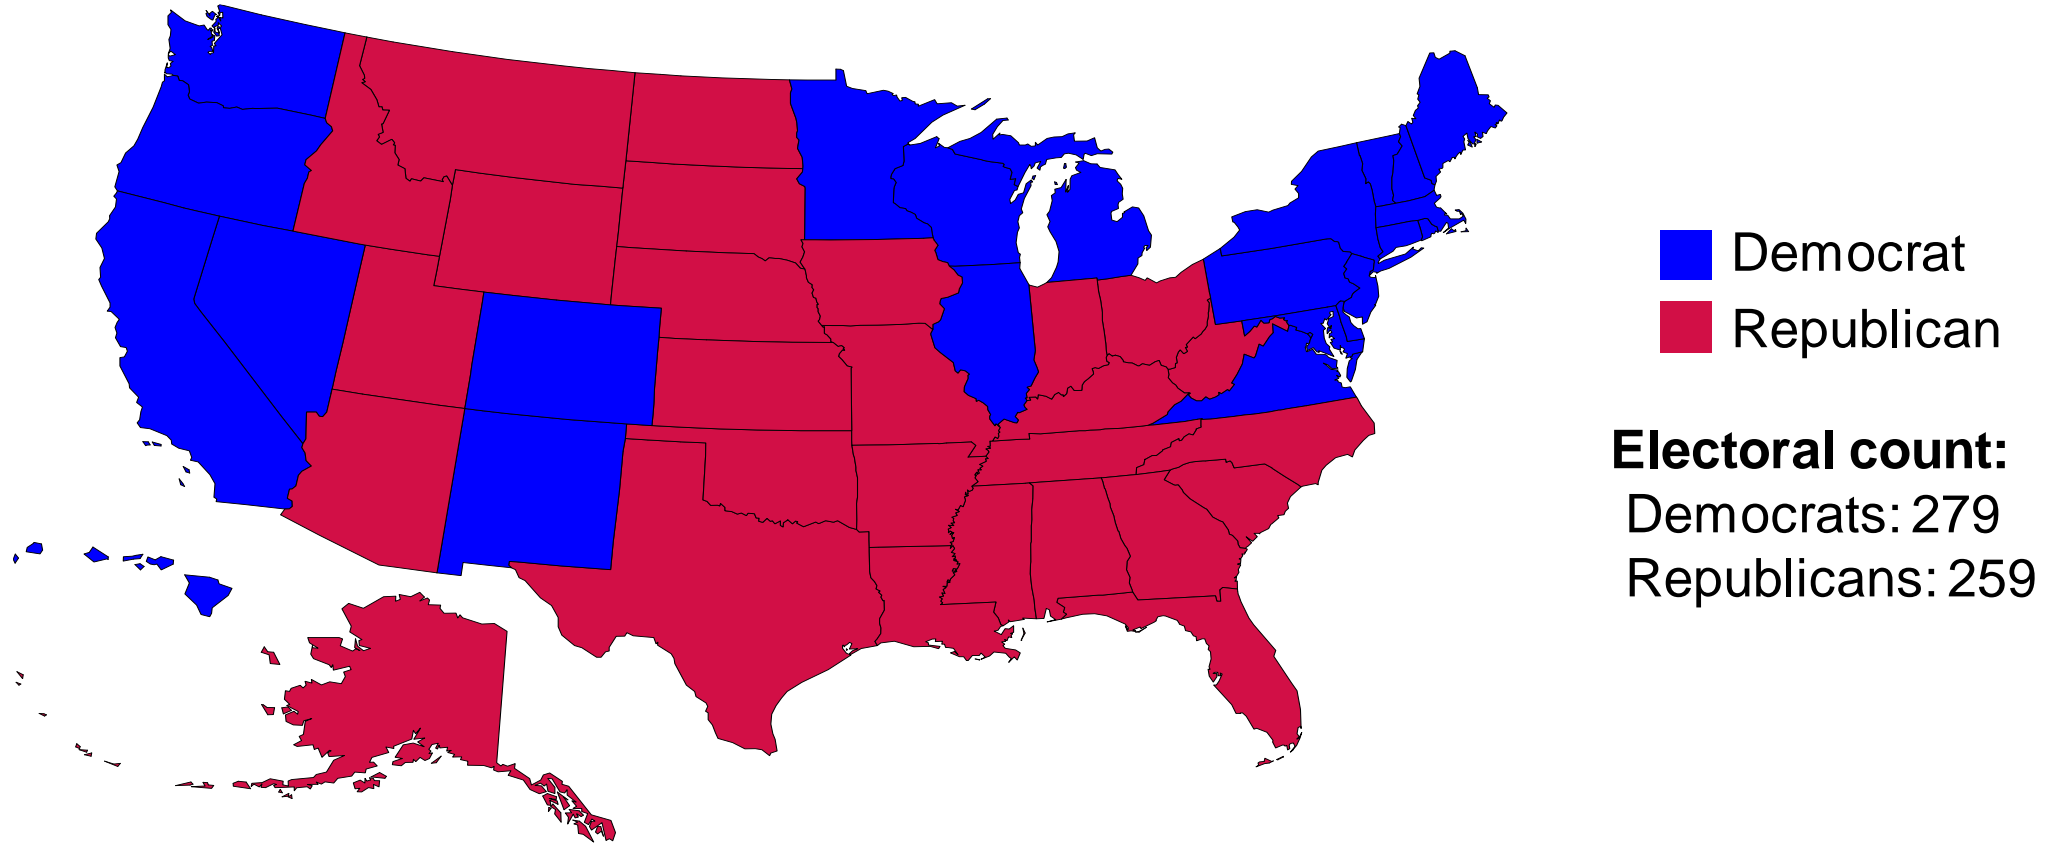 Democrat
Republican
Electoral count:
Democrats: 279
Republicans: 259